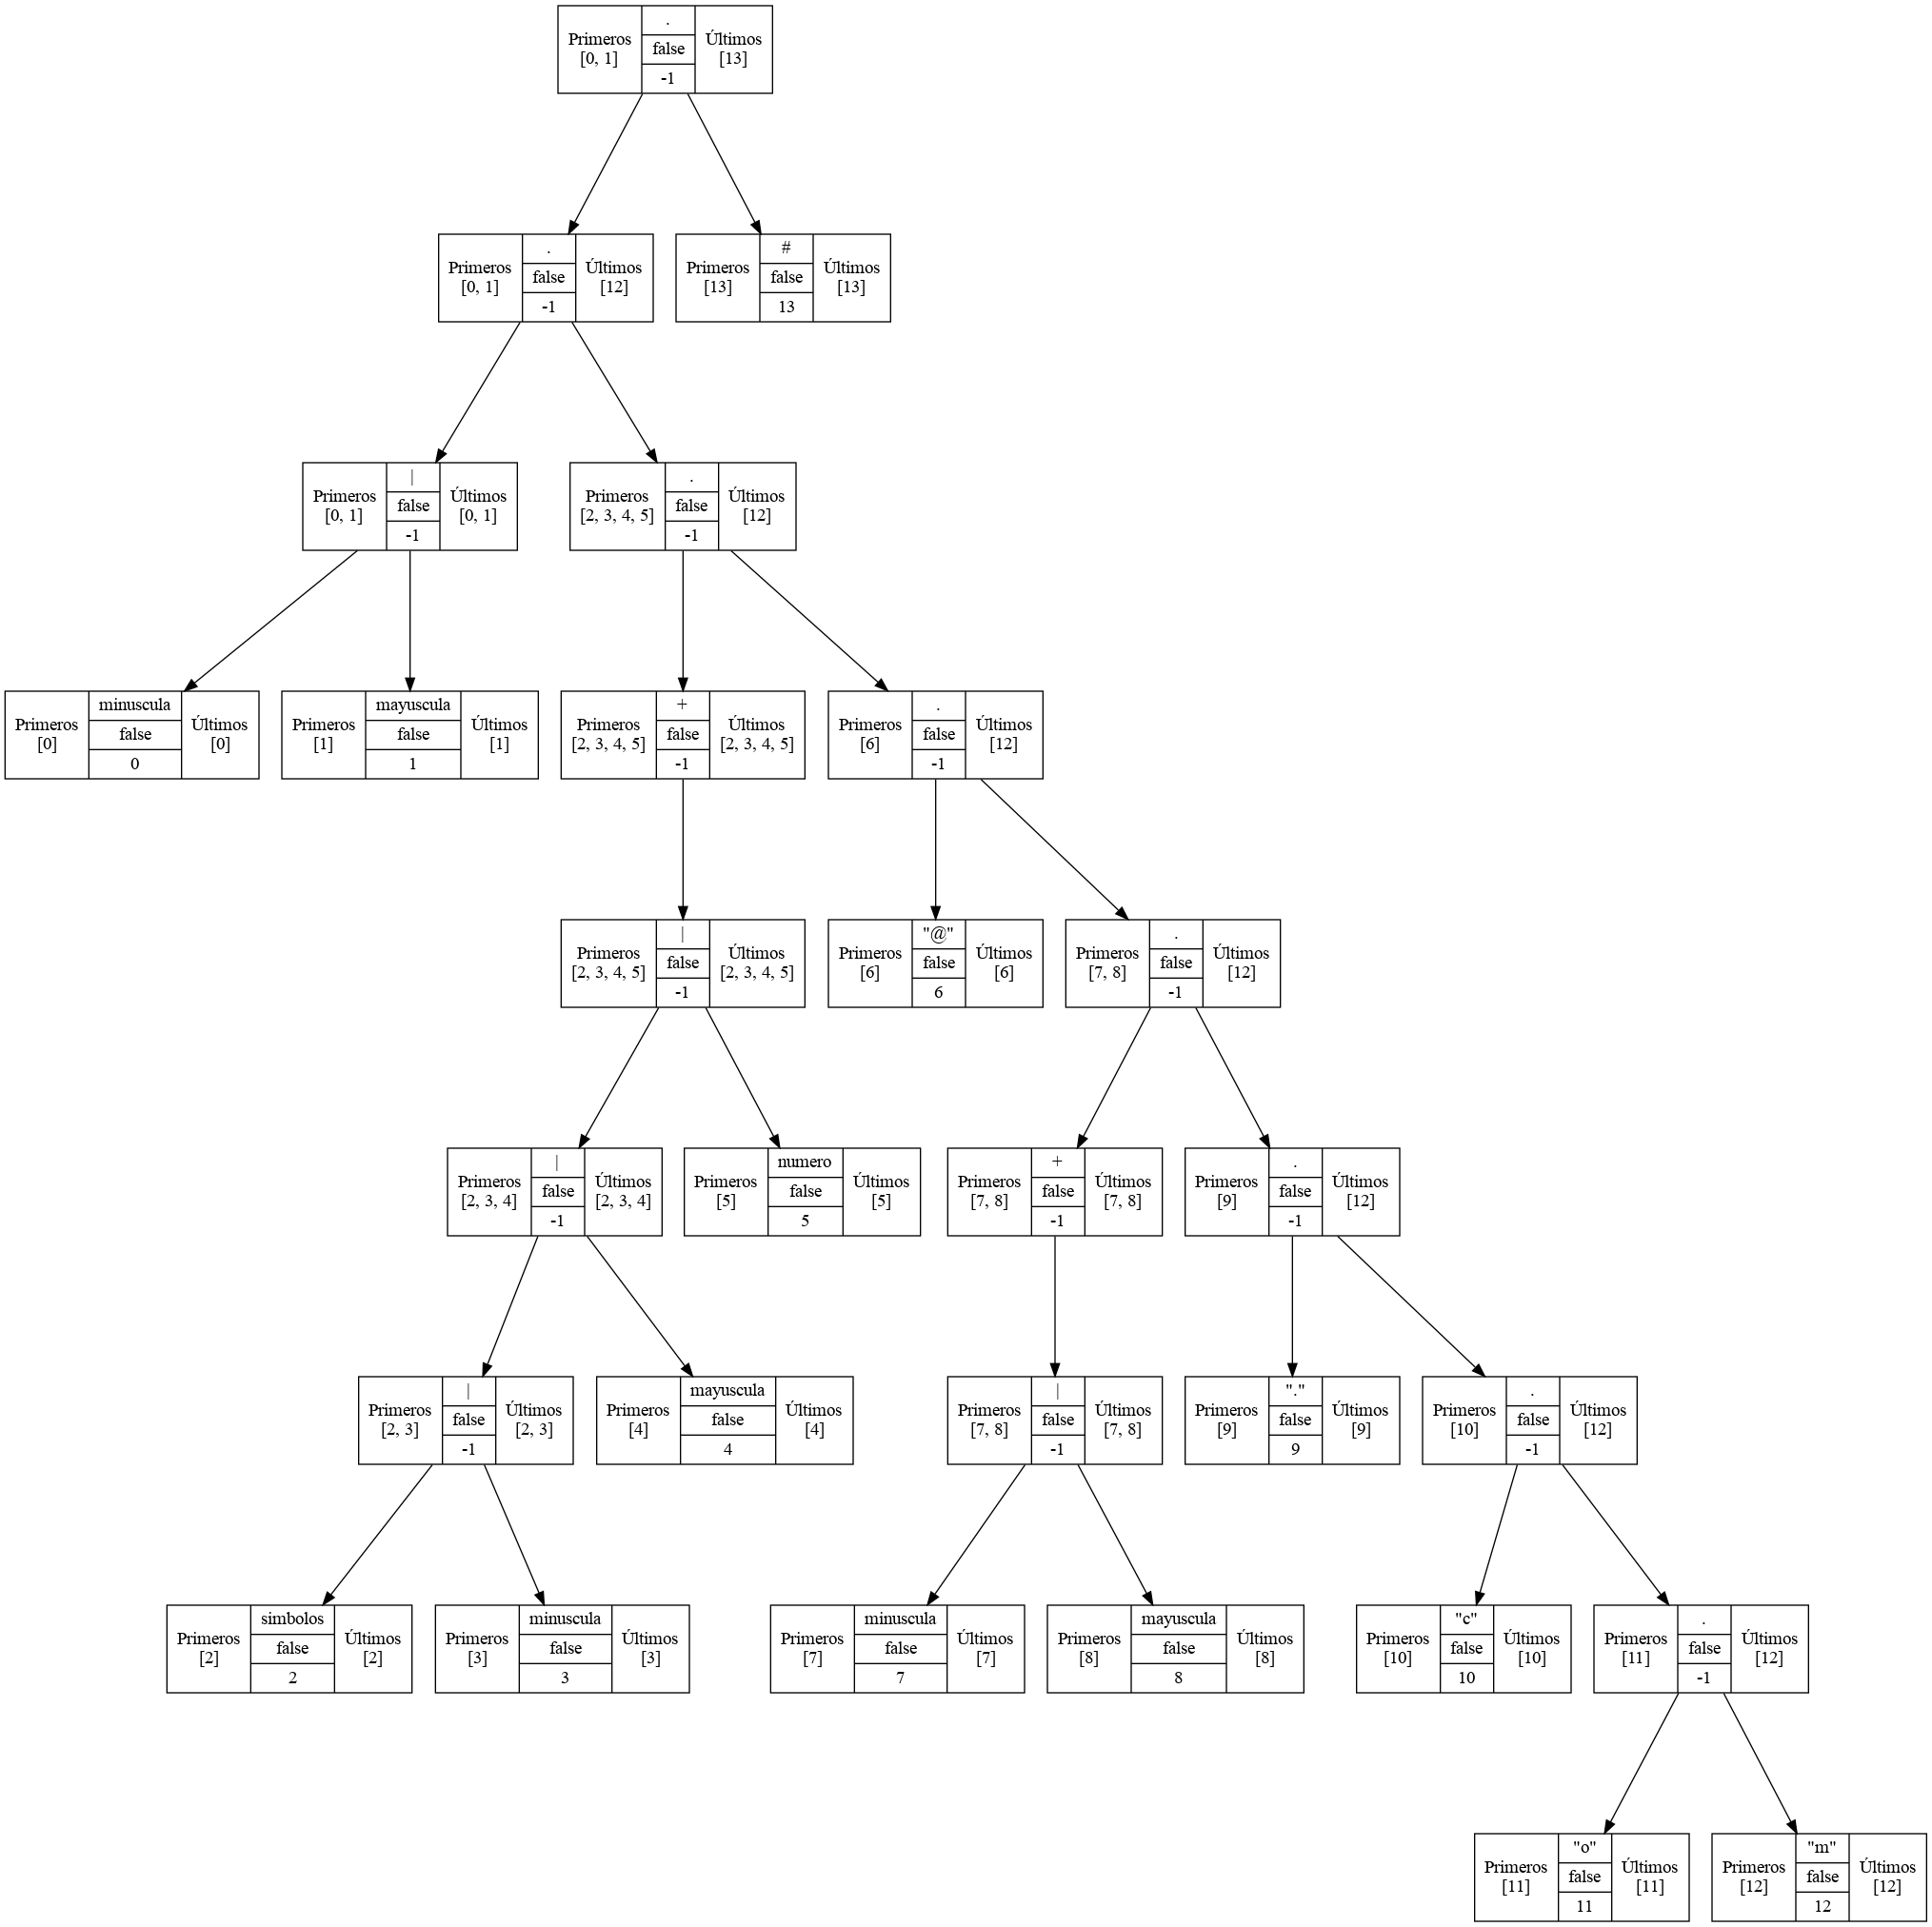 .
Primeros
[0, 1]
false
Últimos
[13]
-1
.
Primeros
[0, 1]
false
Últimos
[12]
-1
#
Primeros
[13]
false
Últimos
[13]
13
|
Primeros
[0, 1]
false
Últimos
[0, 1]
-1
.
Primeros
[2, 3, 4, 5]
false
Últimos
[12]
-1
minuscula
Primeros
[0]
false
Últimos
[0]
0
mayuscula
Primeros
[1]
false
Últimos
[1]
1
+
Primeros
[2, 3, 4, 5]
false
Últimos
[2, 3, 4, 5]
-1
.
Primeros
[6]
false
Últimos
[12]
-1
|
Primeros
[2, 3, 4, 5]
false
Últimos
[2, 3, 4, 5]
-1
"@"
Primeros
[6]
false
Últimos
[6]
6
.
Primeros
[7, 8]
false
Últimos
[12]
-1
|
Primeros
[2, 3, 4]
false
Últimos
[2, 3, 4]
-1
numero
Primeros
[5]
false
Últimos
[5]
5
+
Primeros
[7, 8]
false
Últimos
[7, 8]
-1
.
Primeros
[9]
false
Últimos
[12]
-1
|
Primeros
[2, 3]
false
Últimos
[2, 3]
-1
mayuscula
Primeros
[4]
false
Últimos
[4]
4
|
Primeros
[7, 8]
false
Últimos
[7, 8]
-1
"."
Primeros
[9]
false
Últimos
[9]
9
.
Primeros
[10]
false
Últimos
[12]
-1
simbolos
Primeros
[2]
false
Últimos
[2]
2
minuscula
Primeros
[3]
false
Últimos
[3]
3
minuscula
Primeros
[7]
false
Últimos
[7]
7
mayuscula
Primeros
[8]
false
Últimos
[8]
8
"c"
Primeros
[10]
false
Últimos
[10]
10
.
Primeros
[11]
false
Últimos
[12]
-1
"o"
Primeros
[11]
false
Últimos
[11]
11
"m"
Primeros
[12]
false
Últimos
[12]
12